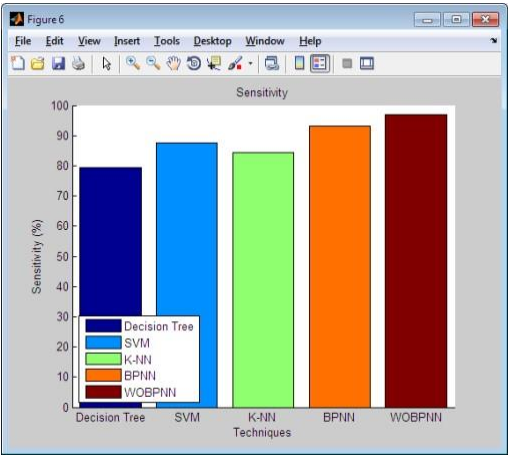 Figure 6
File Edit View Insert Tools Desktop Window Help
Sensitivity
100
90
80
70
60
50
40
30
20
10
0
Sensitivity (%)
Decision Tree
SVM
K-NN
BPNN
WOBPNN
Decision Tree SVM K-NN BPNN WOBPNN
Techniques